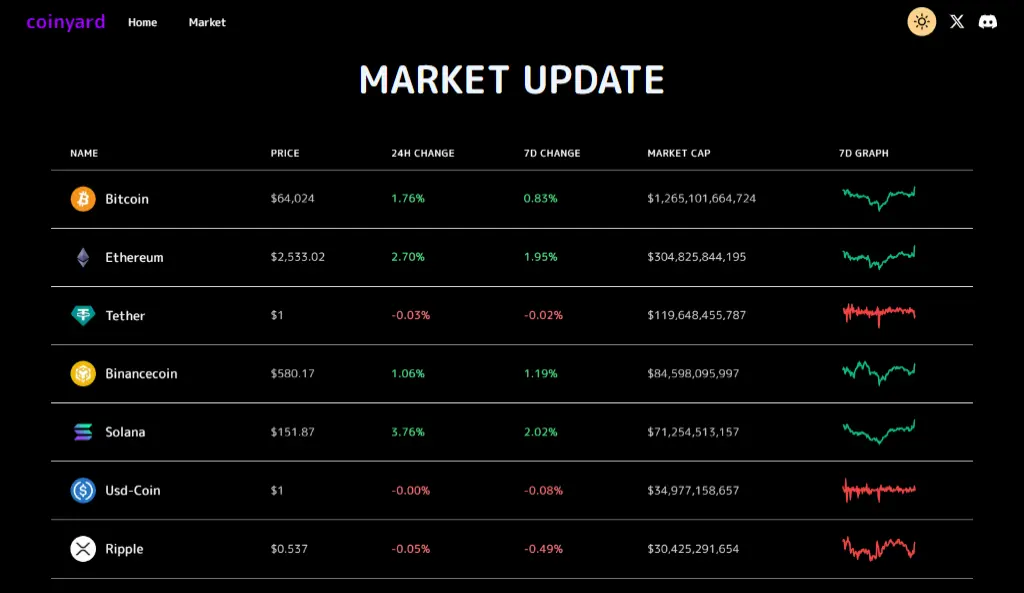 coinyard Home Market
MARKET UPDATE
NAME PRICE 24H CHANGE 7D CHANGE MARKET CAP 7D GRAPH
Bitcoin $64,024 1.76% 0.83% $1,265,101,664,724
Ethereum $2,533.02 2.70% 1.95% $304,825,844,195
Tether $1 -0.03% -0.02% $119,648,455,787
Binancecoin $580.17 1.06% 1.19% $84,598,095,997
Solana $151.87 3.76% 2.02% $71,254,513,157
Usd-Coin $1 -0.00% -0.08% $34,977,158,657
Ripple $0.537 -0.05% -0.49% $30,425,291,654